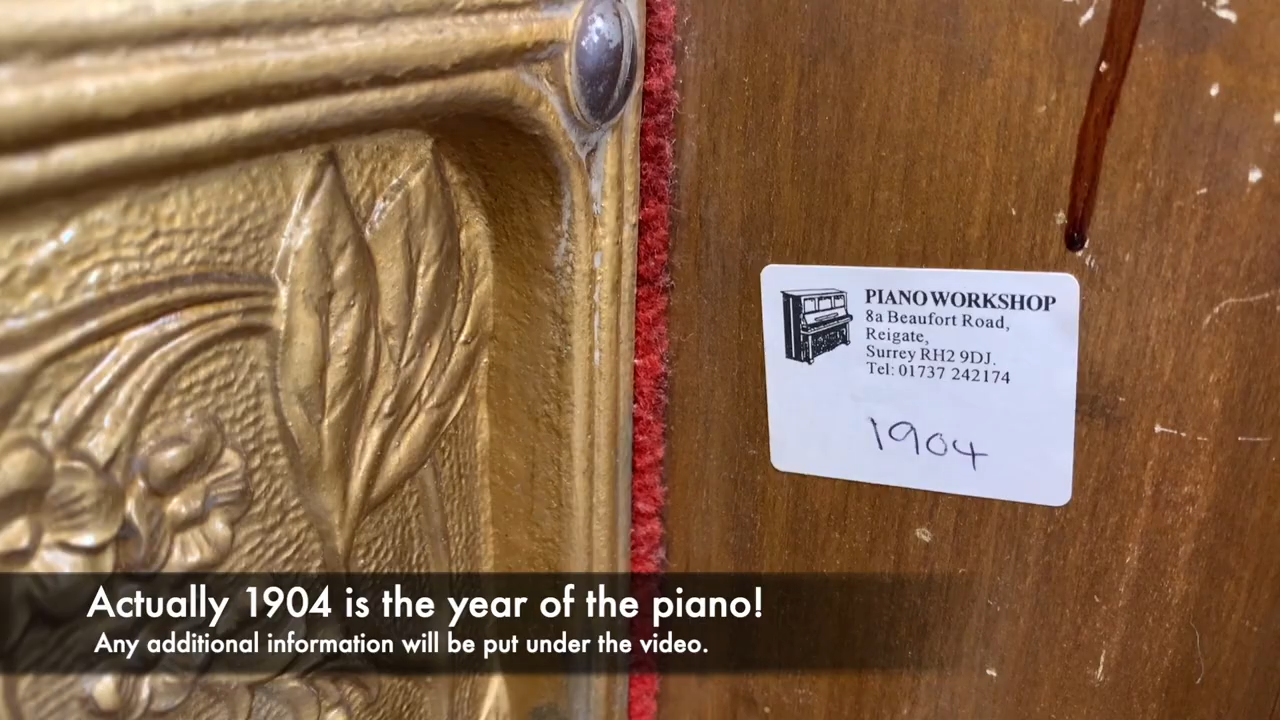 PIANO WORKSHOP
8a Beaufort Road,
Reigate,
Surrey RH2 9DJ.
Tel: 01737 242174
1904
Actually 1904 is the year of the piano!
Any additional information will be put under the video.